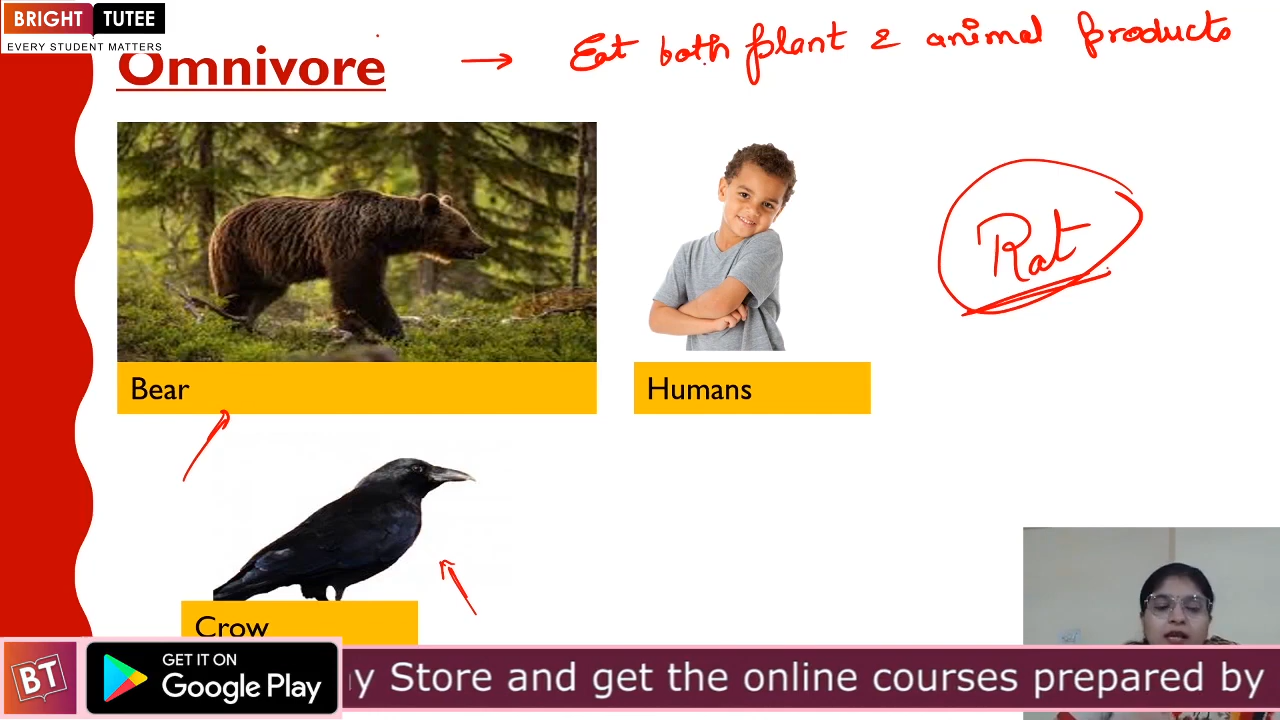 BRIGHT TUTEE
EVERY STUDENT MATTERS
Omnivore → Eat both plant & animal products
Rat
Bear
Humans
Crow
BT
GET IT ON
Google Play
y Store and get the online courses prepared by